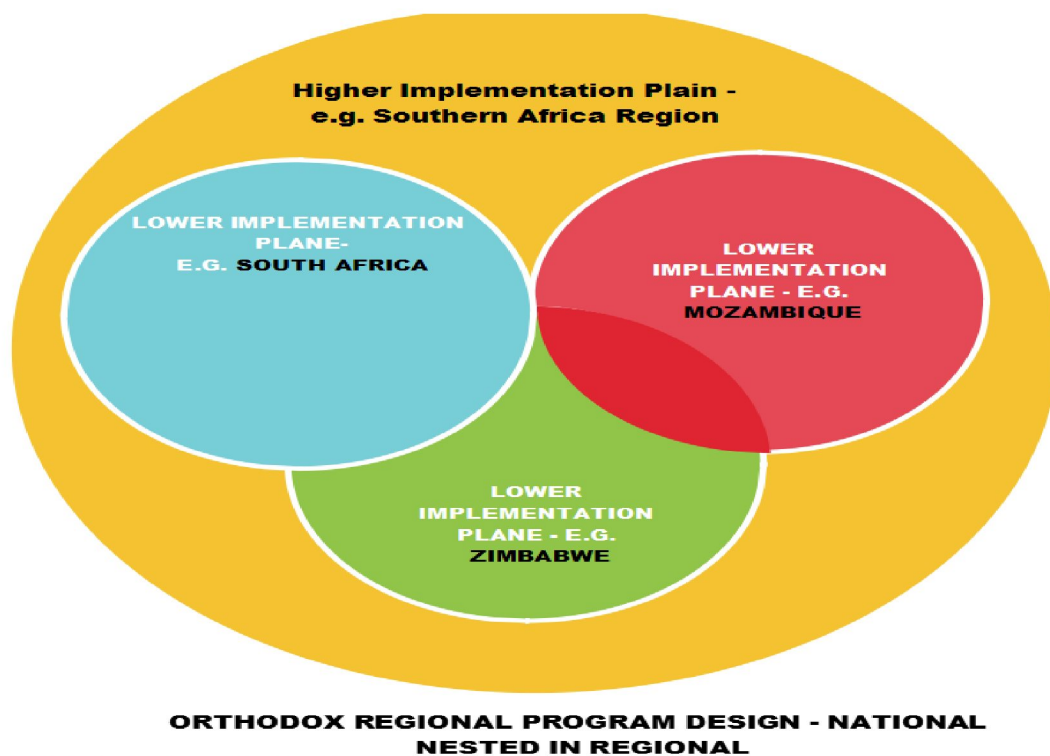 Higher Implementation Plain -
e.g. Southern Africa Region
LOWER IMPLEMENTATION
PLANE-
E.G. SOUTH AFRICA
LOWER
IMPLEMENTATION
PLANE - E.G.
MOZAMBIQUE
LOWER
IMPLEMENTATION
PLANE - E.G.
ZIMBABWE
ORTHODOX REGIONAL PROGRAM DESIGN - NATIONAL
NESTED IN REGIONAL